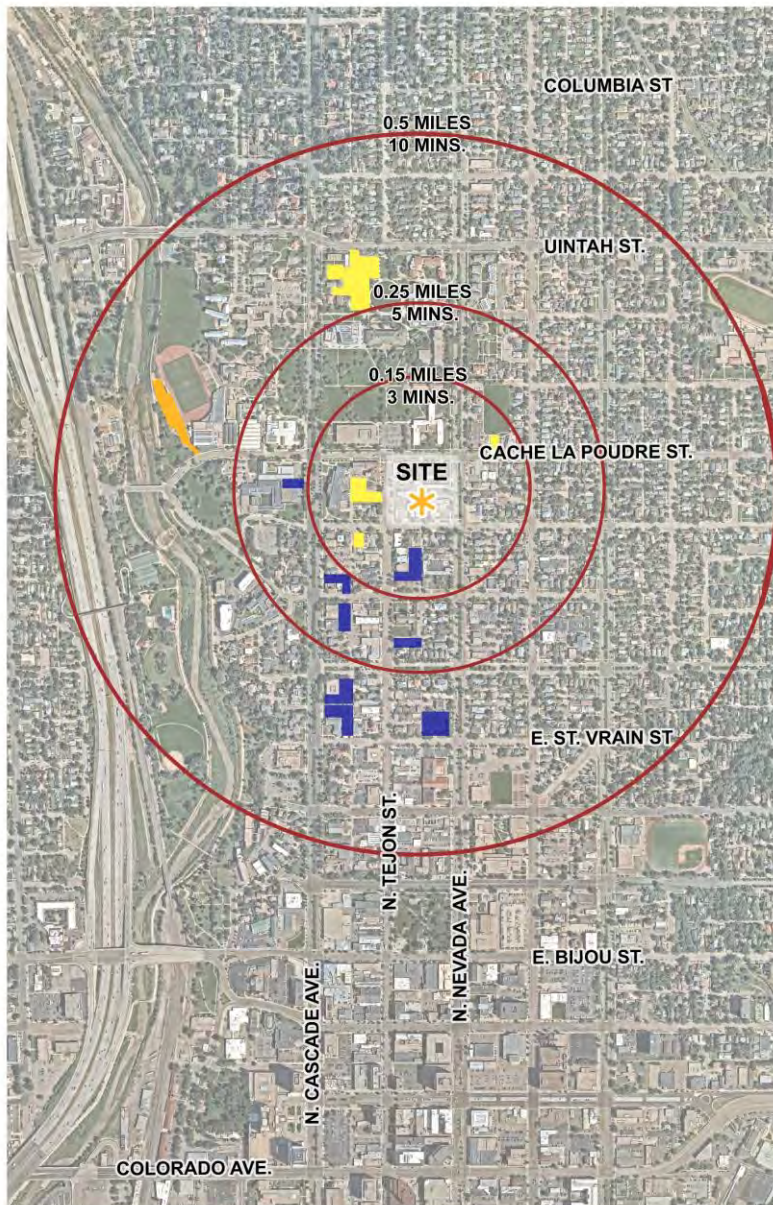 COLUMBIA ST
0.5 MILES
10 MINS.
UINTAH ST.
0.25 MILES
5 MINS.
0.15 MILES
3 MINS.
CACHE LA POUDRE ST.
SITE
E
E. ST. VRAIN ST
N. TEJON ST.
N. NEVADA AVE.
E. BIJOU ST.
N. CASCADE AVE.
COLORADO AVE.